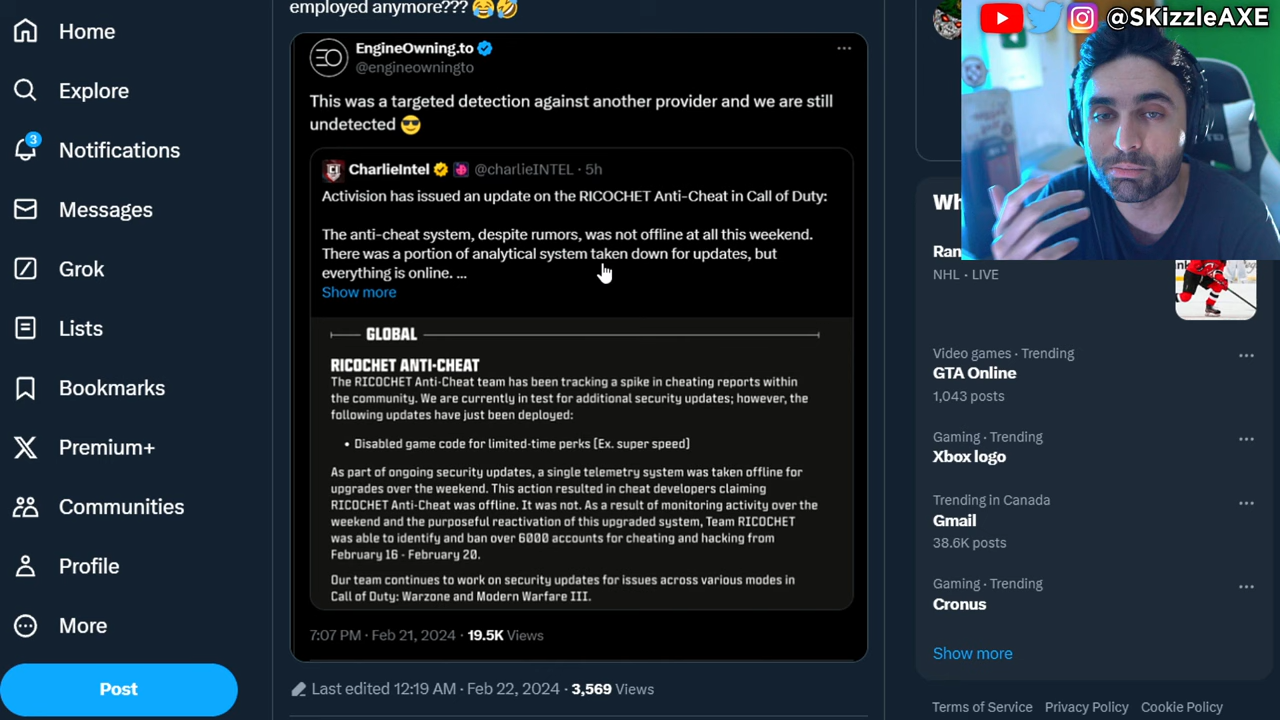 employed anymore??? 😂🤣
@SKizzleAXE
Home
Explore
3
Notifications
Messages
Grok
Lists
Bookmarks
Premium+
Communities
Profile
More
Post
EngineOwning.to
@engineowningto
This was a targeted detection against another provider and we are still
undetected 😎
CharlieIntel @charlieINTEL · 5h
Activision has issued an update on the RICOCHET Anti-Cheat in Call of Duty:
The anti-cheat system, despite rumors, was not offline at all this weekend.
There was a portion of analytical system taken down for updates, but
everything is online. ...
Show more
GLOBAL
RICOCHET ANTI-CHEAT
The RICOCHET Anti-Cheat team has been tracking a spike in cheating reports within
the community. We are currently in test for additional security updates; however, the
following updates have just been deployed:
• Disabled game code for limited-time perks [Ex. super speed]
As part of ongoing security updates, a single telemetry system was taken offline for
upgrades over the weekend. This action resulted in cheat developers claiming
RICOCHET Anti-Cheat was offline. It was not. As a result of monitoring activity over the
weekend and the purposeful reactivation of this upgraded system, Team RICOCHET
was able to identify and ban over 6000 accounts for cheating and hacking from
February 16 - February 20.
Our team continues to work on security updates for issues across various modes in
Call of Duty: Warzone and Modern Warfare III.
7:07 PM · Feb 21, 2024 · 19.5K Views
Last edited 12:19 AM · Feb 22, 2024 · 3,569 Views
NHL · LIVE
Video games · Trending
GTA Online
1,043 posts
Gaming · Trending
Xbox logo
Trending in Canada
Gmail
38.6K posts
Gaming · Trending
Cronus
Show more
Terms of Service Privacy Policy Cookie Policy